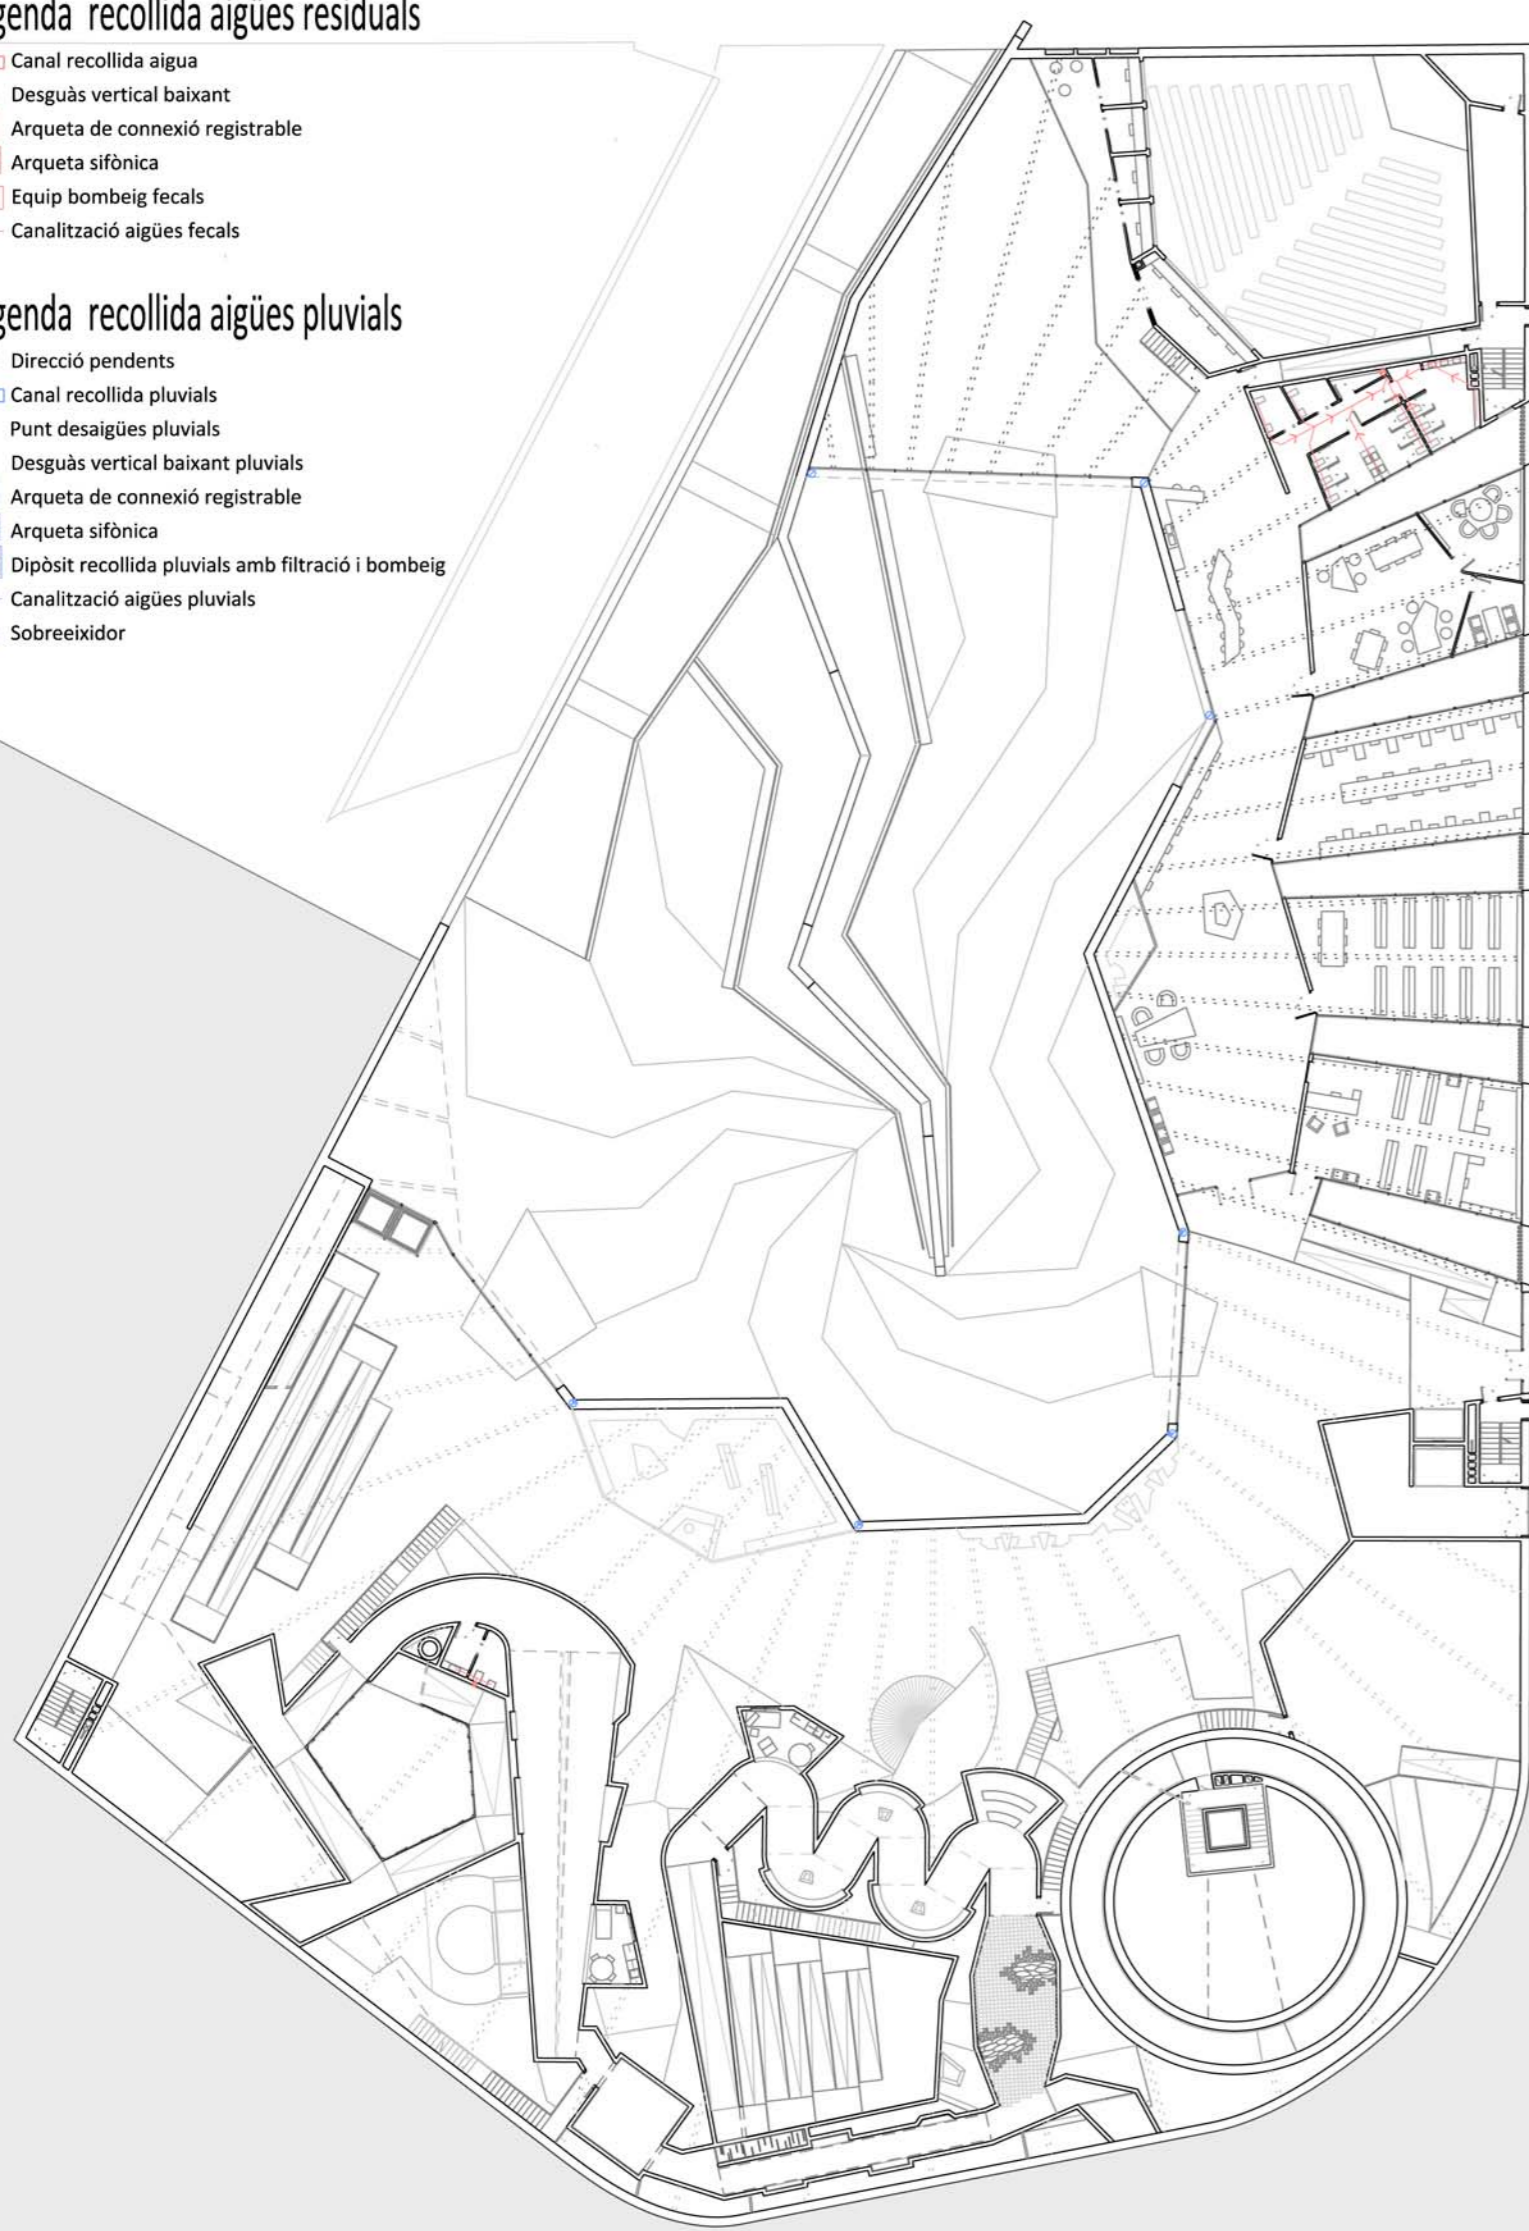 genda recollida aigües residuals
Canal recollida aigua
Desguàs vertical baixant
Arqueta de connexió registrable
Arqueta sifònica
Equip bombeig fecals
Canalització aigües fecals
genda recollida aigües pluvials
Direcció pendents
Canal recollida pluvials
Punt desaigües pluvials
Desguàs vertical baixant pluvials
Arqueta de connexió registrable
Arqueta sifònica
Dipòsit recollida pluvials amb filtració i bombeig
Canalització aigües pluvials
Sobreeixidor